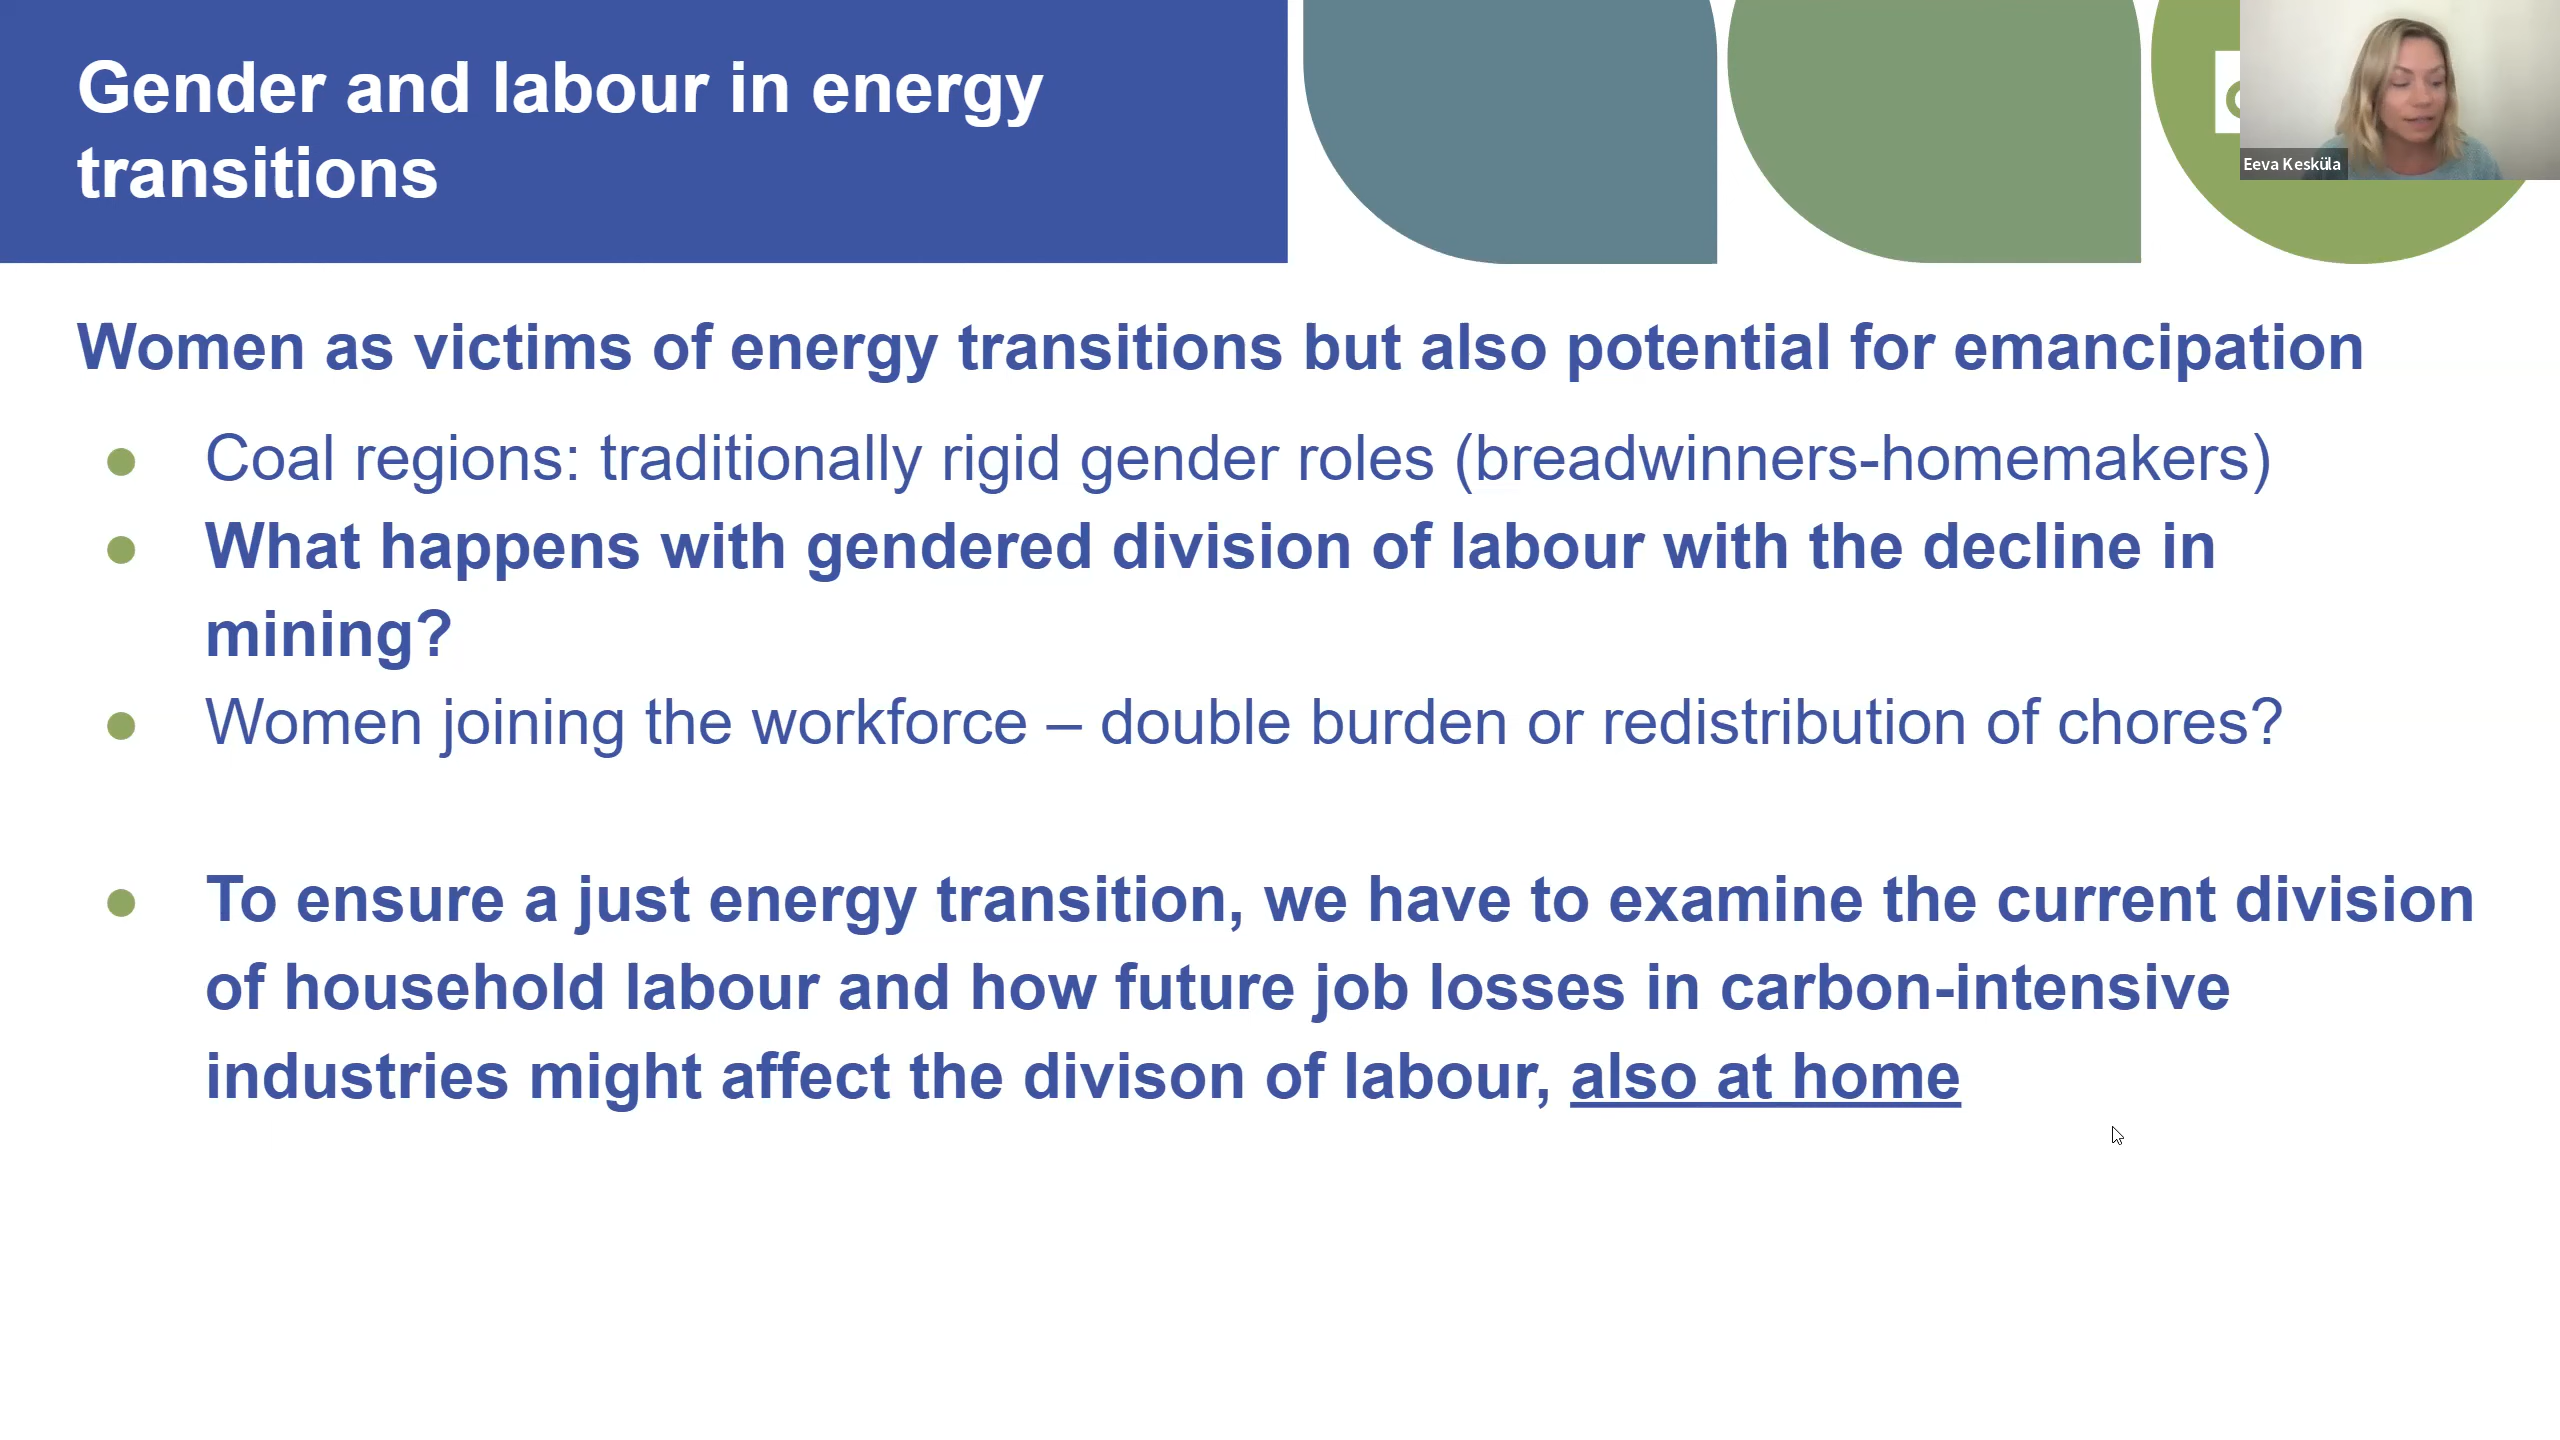 Gender and labour in energy
transitions
Eeva Kesküla
Women as victims of energy transitions but also potential for emancipation
● Coal regions: traditionally rigid gender roles (breadwinners-homemakers)
● What happens with gendered division of labour with the decline in
mining?
● Women joining the workforce – double burden or redistribution of chores?
● To ensure a just energy transition, we have to examine the current division
of household labour and how future job losses in carbon-intensive
industries might affect the divison of labour, also at home